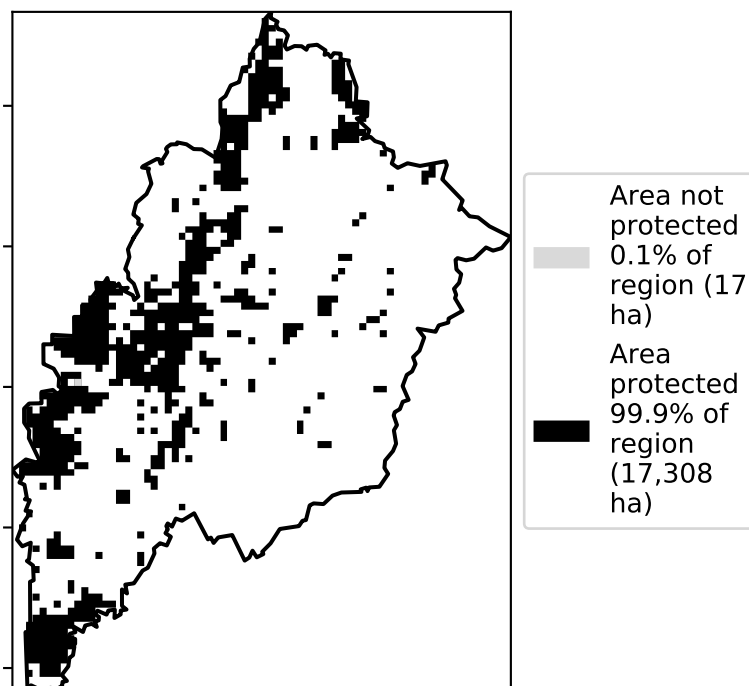 Area not
protected
0.1% of
region (17
ha)
Area
protected
99.9% of
region
(17,308
ha)